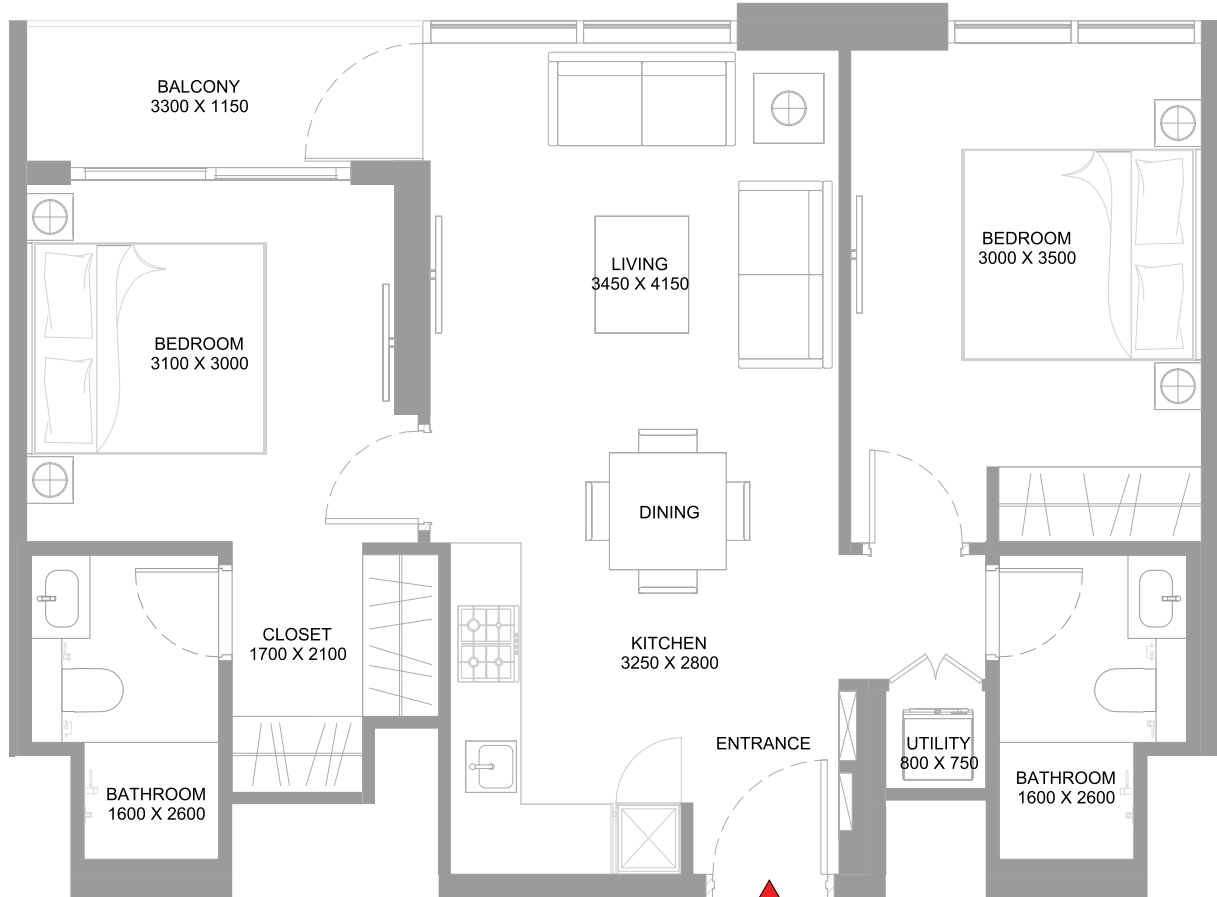 BALCONY
3300 X 1150
BEDROOM
3000 X 3500
LIVING
3450 X 4150
BEDROOM
3100 X 3000
DINING
CLOSET
1700 X 2100
KITCHEN
3250 X 2800
ENTRANCE
UTILITY
800 X 750
BATHROOM
1600 X 2600
BATHROOM
1600 X 2600